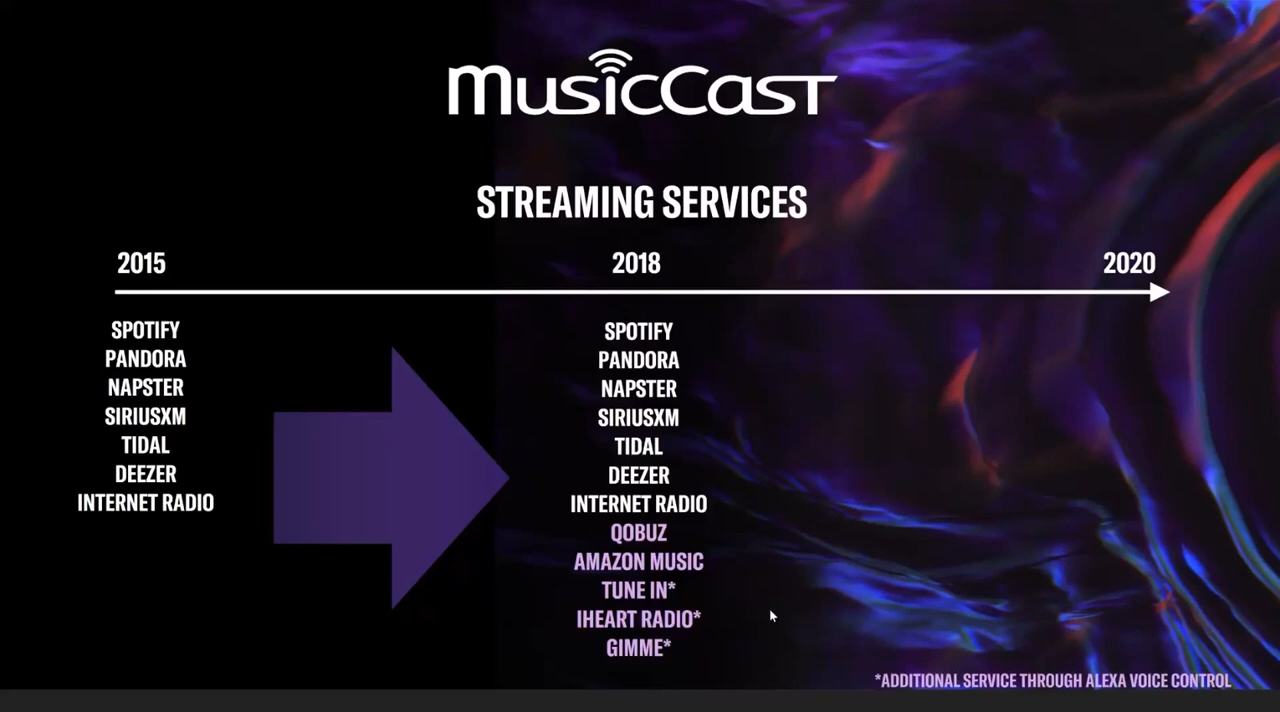 MusicCast
STREAMING SERVICES
2015 2018 2020
SPOTIFY
PANDORA
NAPSTER
SIRIUSXM
TIDAL
DEEZER
INTERNET RADIO
SPOTIFY
PANDORA
NAPSTER
SIRIUSXM
TIDAL
DEEZER
INTERNET RADIO
QOBUZ
AMAZON MUSIC
TUNE IN*
IHEART RADIO*
GIMME*
*ADDITIONAL SERVICE THROUGH ALEXA VOICE CONTROL